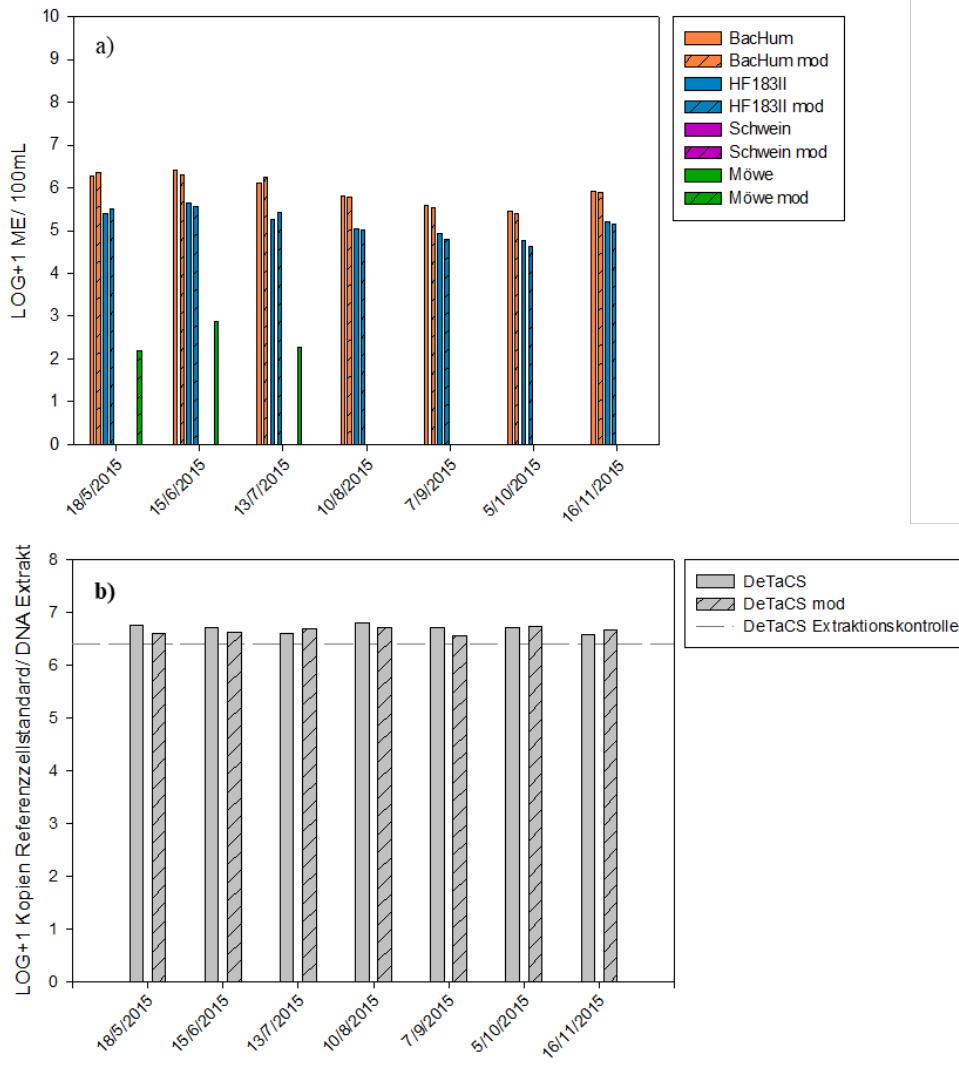 a)
LOG+1 ME/ 100mL
10
9
8
7
6
5
4
3
2
1
0
18/5/2015
15/6/2015
13/7/2015
10/8/2015
7/9/2015
5/10/2015
16/11/2015
BacHum
BacHum mod
HF183II
HF183II mod
Schwein
Schwein mod
Möwe
Möwe mod
b)
LOG+1 Kopien Referenzzellstandard/ DNA Extrakt
8
7
6
5
4
3
2
1
0
18/5/2015
15/6/2015
13/7/2015
10/8/2015
7/9/2015
5/10/2015
16/11/2015
DeTaCS
DeTaCS mod
DeTaCS Extraktionskontrolle